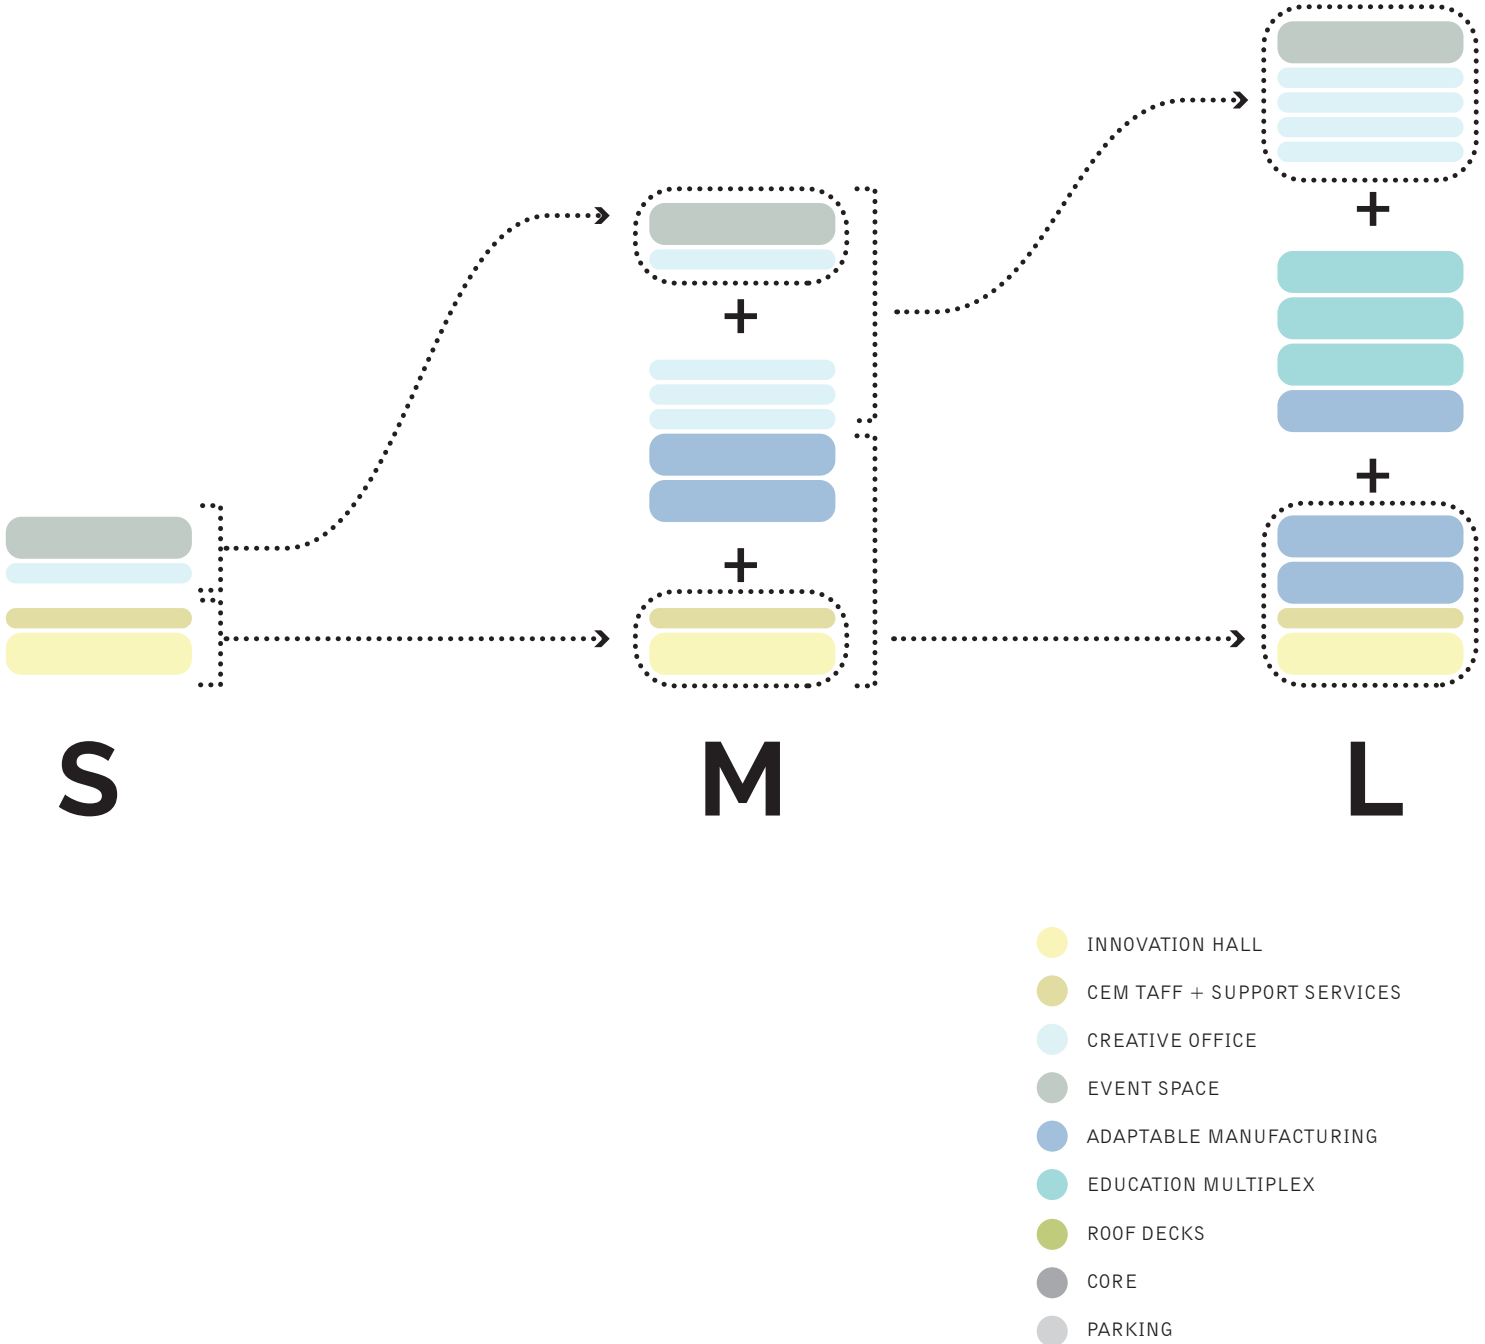 +
+
+
+
S
M
L
INNOVATION HALL
CEM TAFF + SUPPORT SERVICES
CREATIVE OFFICE
EVENT SPACE
ADAPTABLE MANUFACTURING
EDUCATION MULTIPLEX
ROOF DECKS
CORE
PARKING